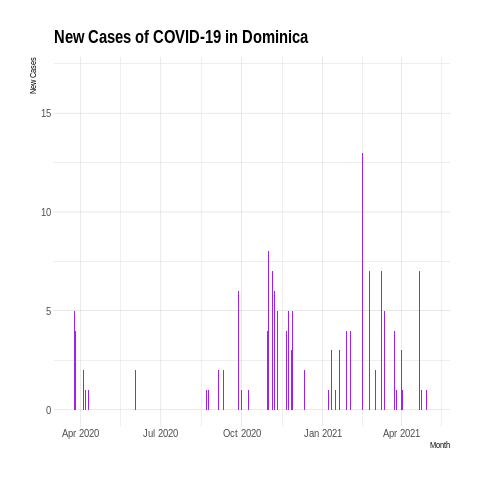 New Cases of COVID-19 in Dominica
New Cases
15
10
5
0
Apr 2020 Jul 2020 Oct 2020 Jan 2021 Apr 2021
Month